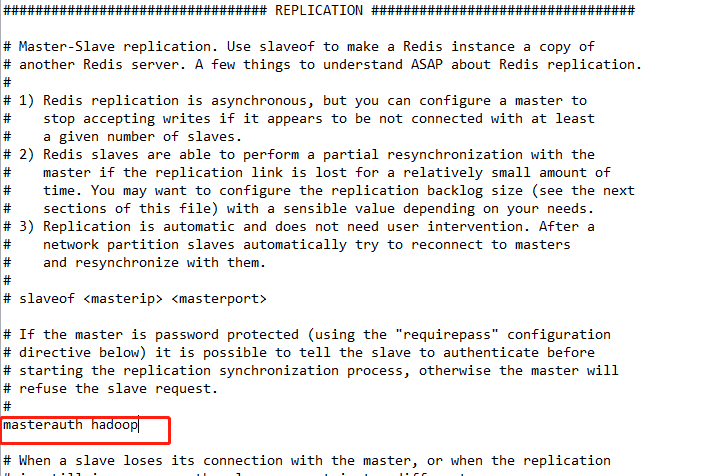 ################################# REPLICATION #################################
# Master-Slave replication. Use slaveof to make a Redis instance a copy of
# another Redis server. A few things to understand ASAP about Redis replication.
#
# 1) Redis replication is asynchronous, but you can configure a master to
#    stop accepting writes if it appears to be not connected with at least
#    a given number of slaves.
# 2) Redis slaves are able to perform a partial resynchronization with the
#    master if the replication link is lost for a relatively small amount of
#    time. You may want to configure the replication backlog size (see the next
#    sections of this file) with a sensible value depending on your needs.
# 3) Replication is automatic and does not need user intervention. After a
#    network partition slaves automatically try to reconnect to masters
#    and resynchronize with them.
#
# slaveof <masterip> <masterport>
# If the master is password protected (using the "requirepass" configuration
# directive below) it is possible to tell the slave to authenticate before
# starting the replication synchronization process, otherwise the master will
# refuse the slave request.
#
masterauth hadoop
# When a slave loses its connection with the master, or when the replication